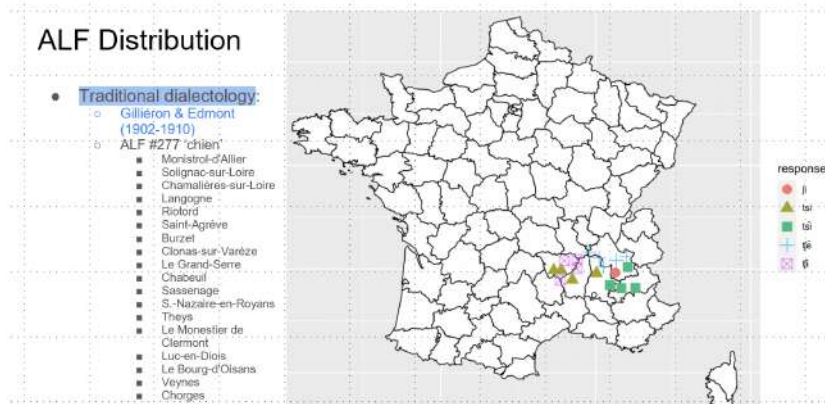 ALF Distribution
Traditional dialectology:
Gilliéron & Edmont
(1902-1910)
ALF #277 'chien'
Monistrol-d'Allier
Solignac-sur-Loire
Chamalières-sur-Loire
Langogne
Riotord
Saint-Agrève
Burzet
Clonas-sur-Varèze
Le Grand-Serre
Chabeuil
Sassenage
S.-Nazaire-en-Royans
Theys
Le Monestier de
Clermont
Luc-en-Diois
Le Bourg-d'Oisans
Veynes
Chorges
response